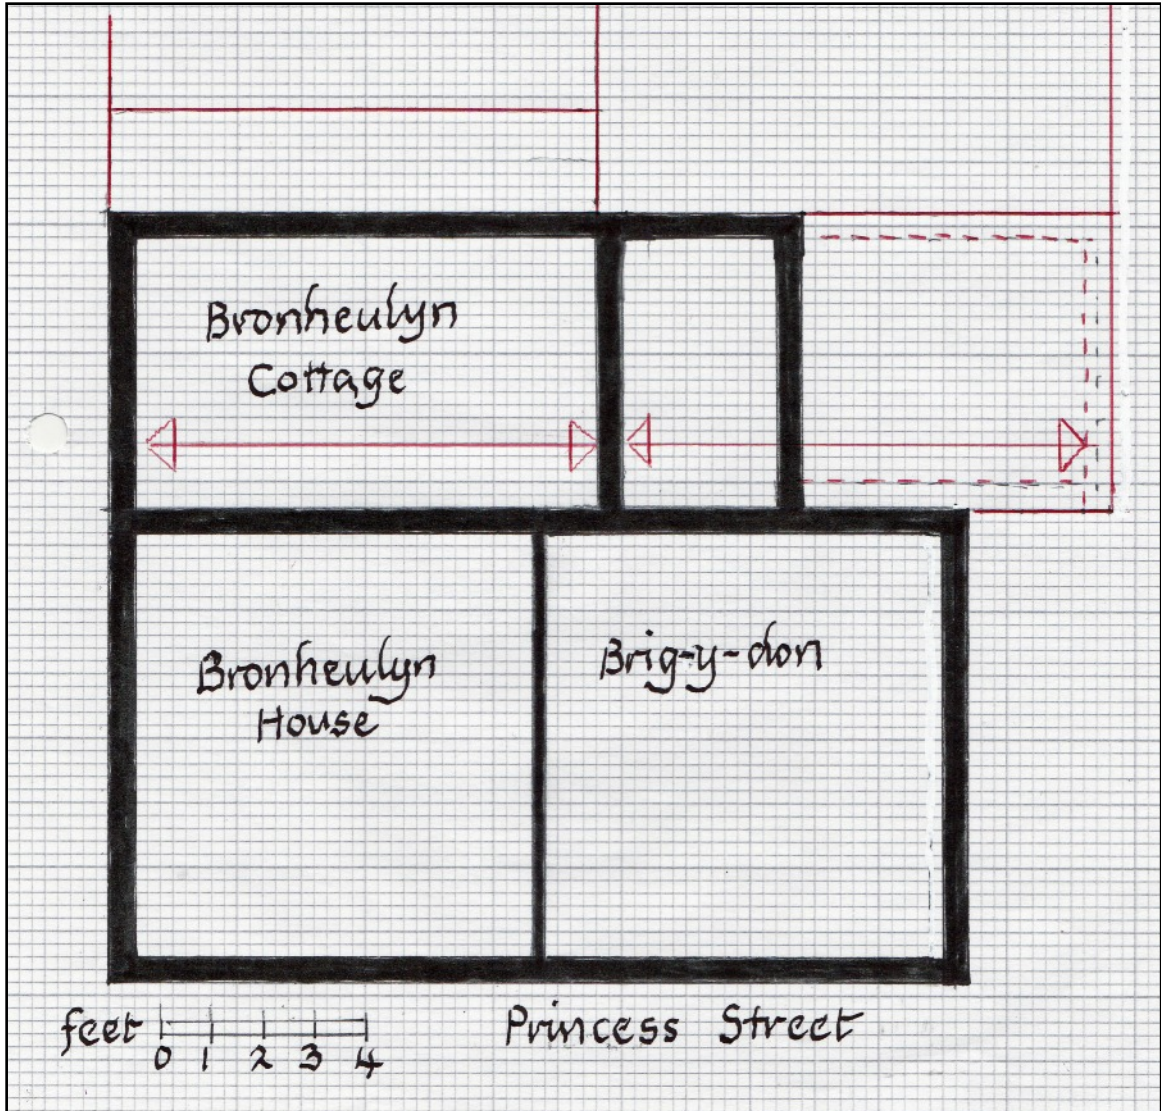 Bronheulyn
Cottage
Bronheulyn
House
Brig-y-don
feet
0 1 2 3 4
Princess Street